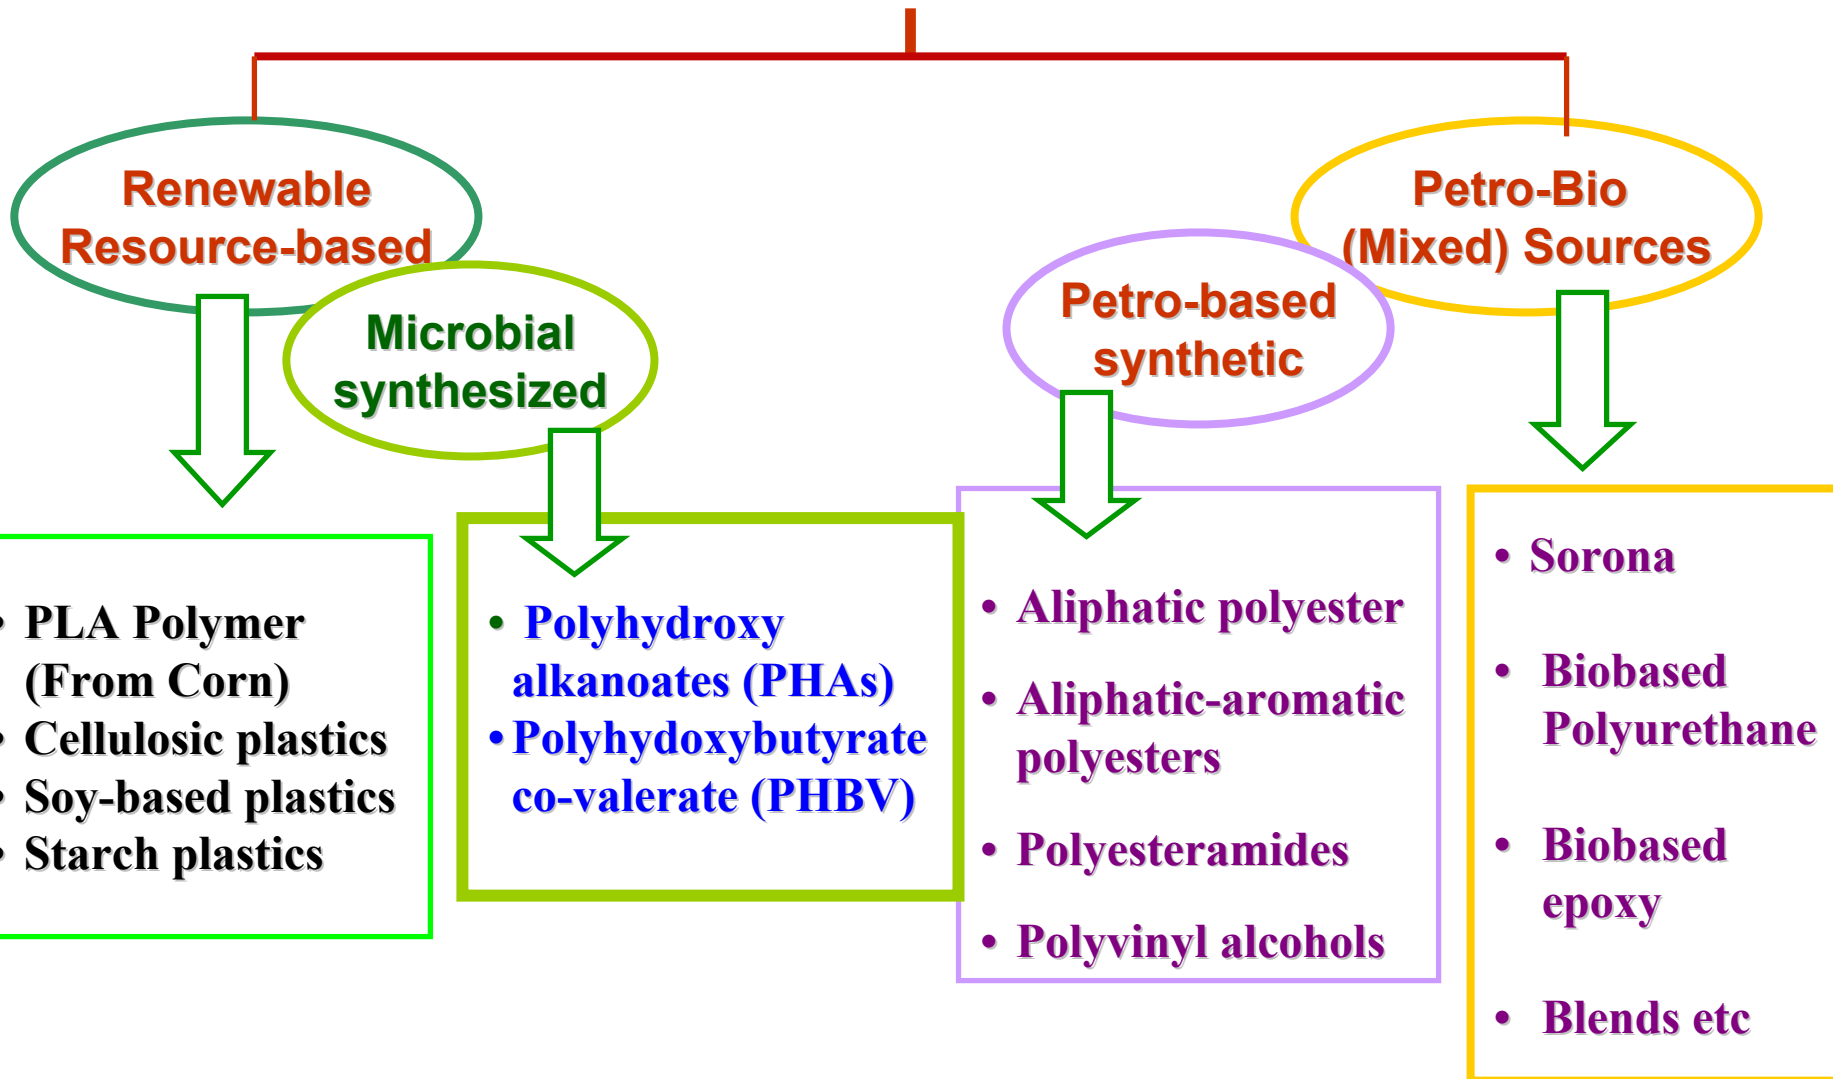 Renewable
Resource-based
Microbial
synthesized
Petro-based
synthetic
Petro-Bio
(Mixed) Sources
• PLA Polymer
(From Corn)
• Cellulosic plastics
• Soy-based plastics
• Starch plastics
• Polyhydroxy
alkanoates (PHAs)
• Polyhydoxybutyrate
co-valerate (PHBV)
• Aliphatic polyester
• Aliphatic-aromatic
polyesters
• Polyesteramides
• Polyvinyl alcohols
• Sorona
• Biobased
Polyurethane
• Biobased
epoxy
• Blends etc